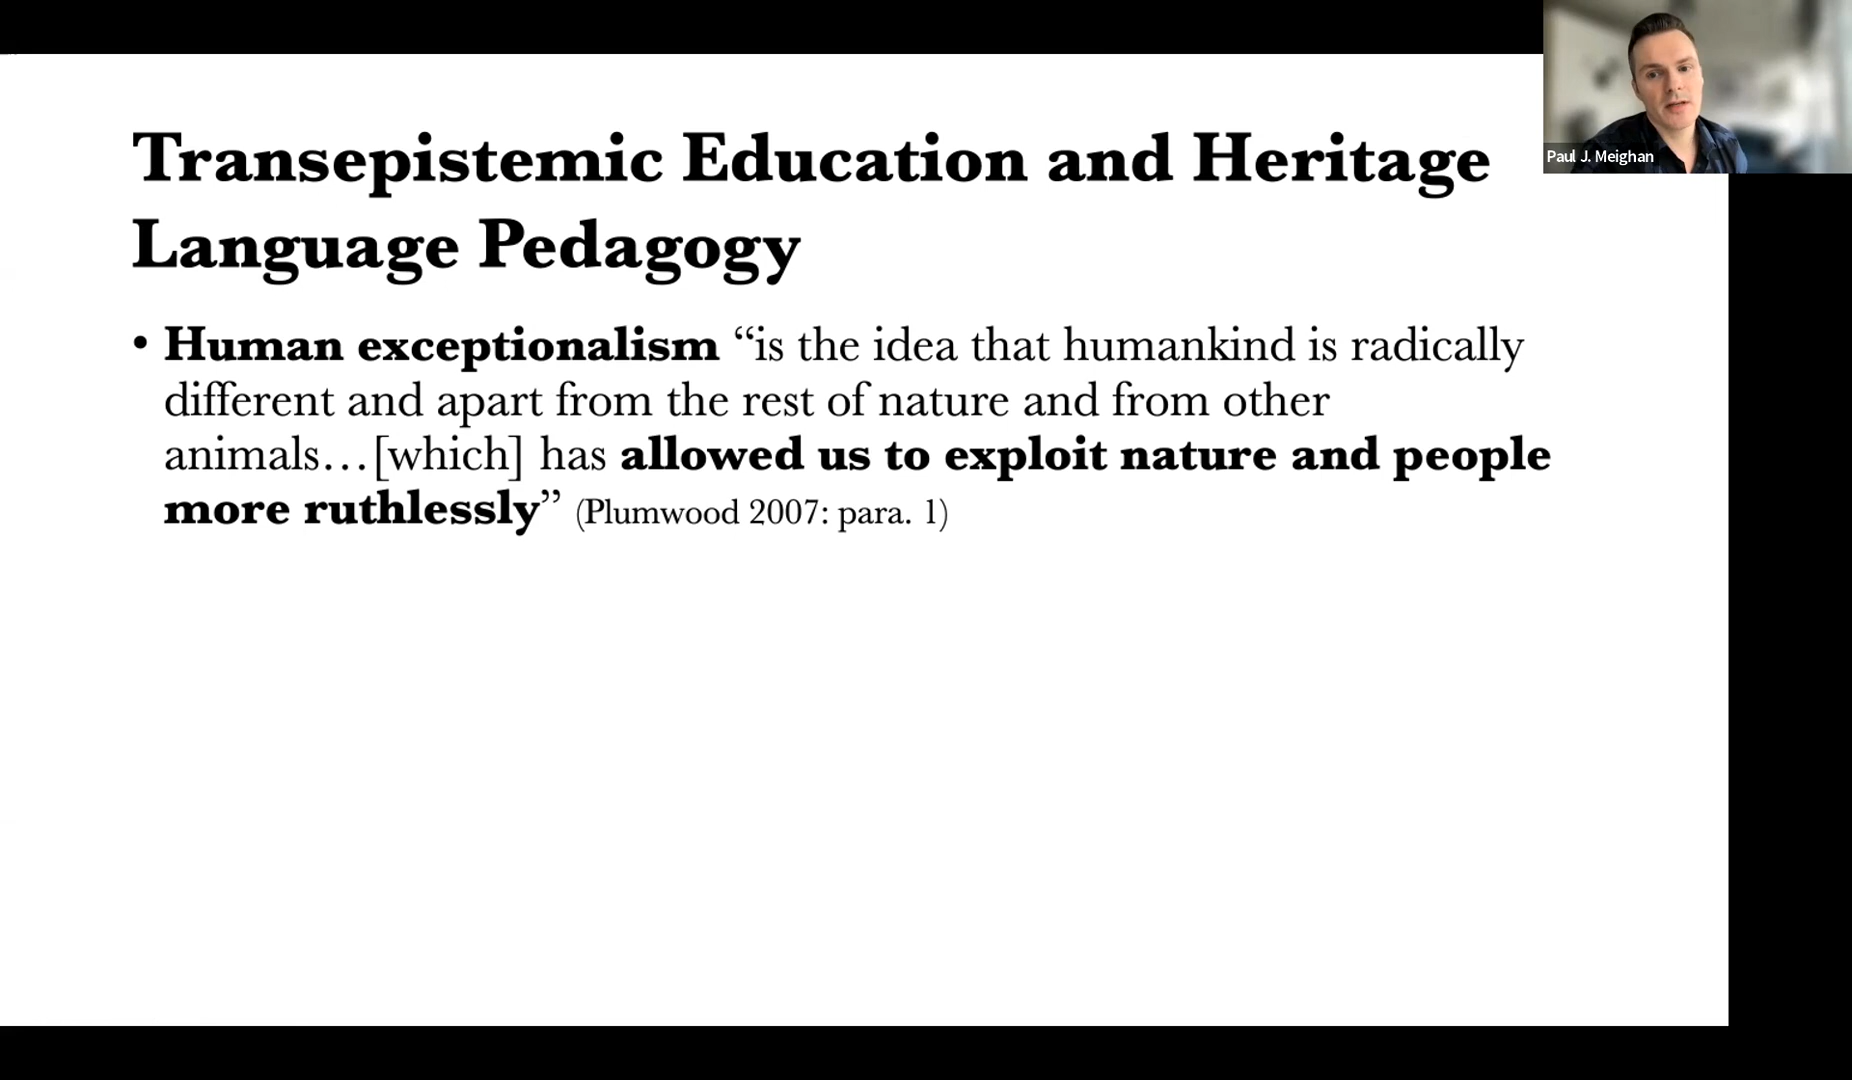 Transepistemic Education and Heritage
Language Pedagogy
• Human exceptionalism “is the idea that humankind is radically
different and apart from the rest of nature and from other
animals…[which] has allowed us to exploit nature and people
more ruthlessly” (Plumwood 2007: para. 1)
Paul J. Meighan